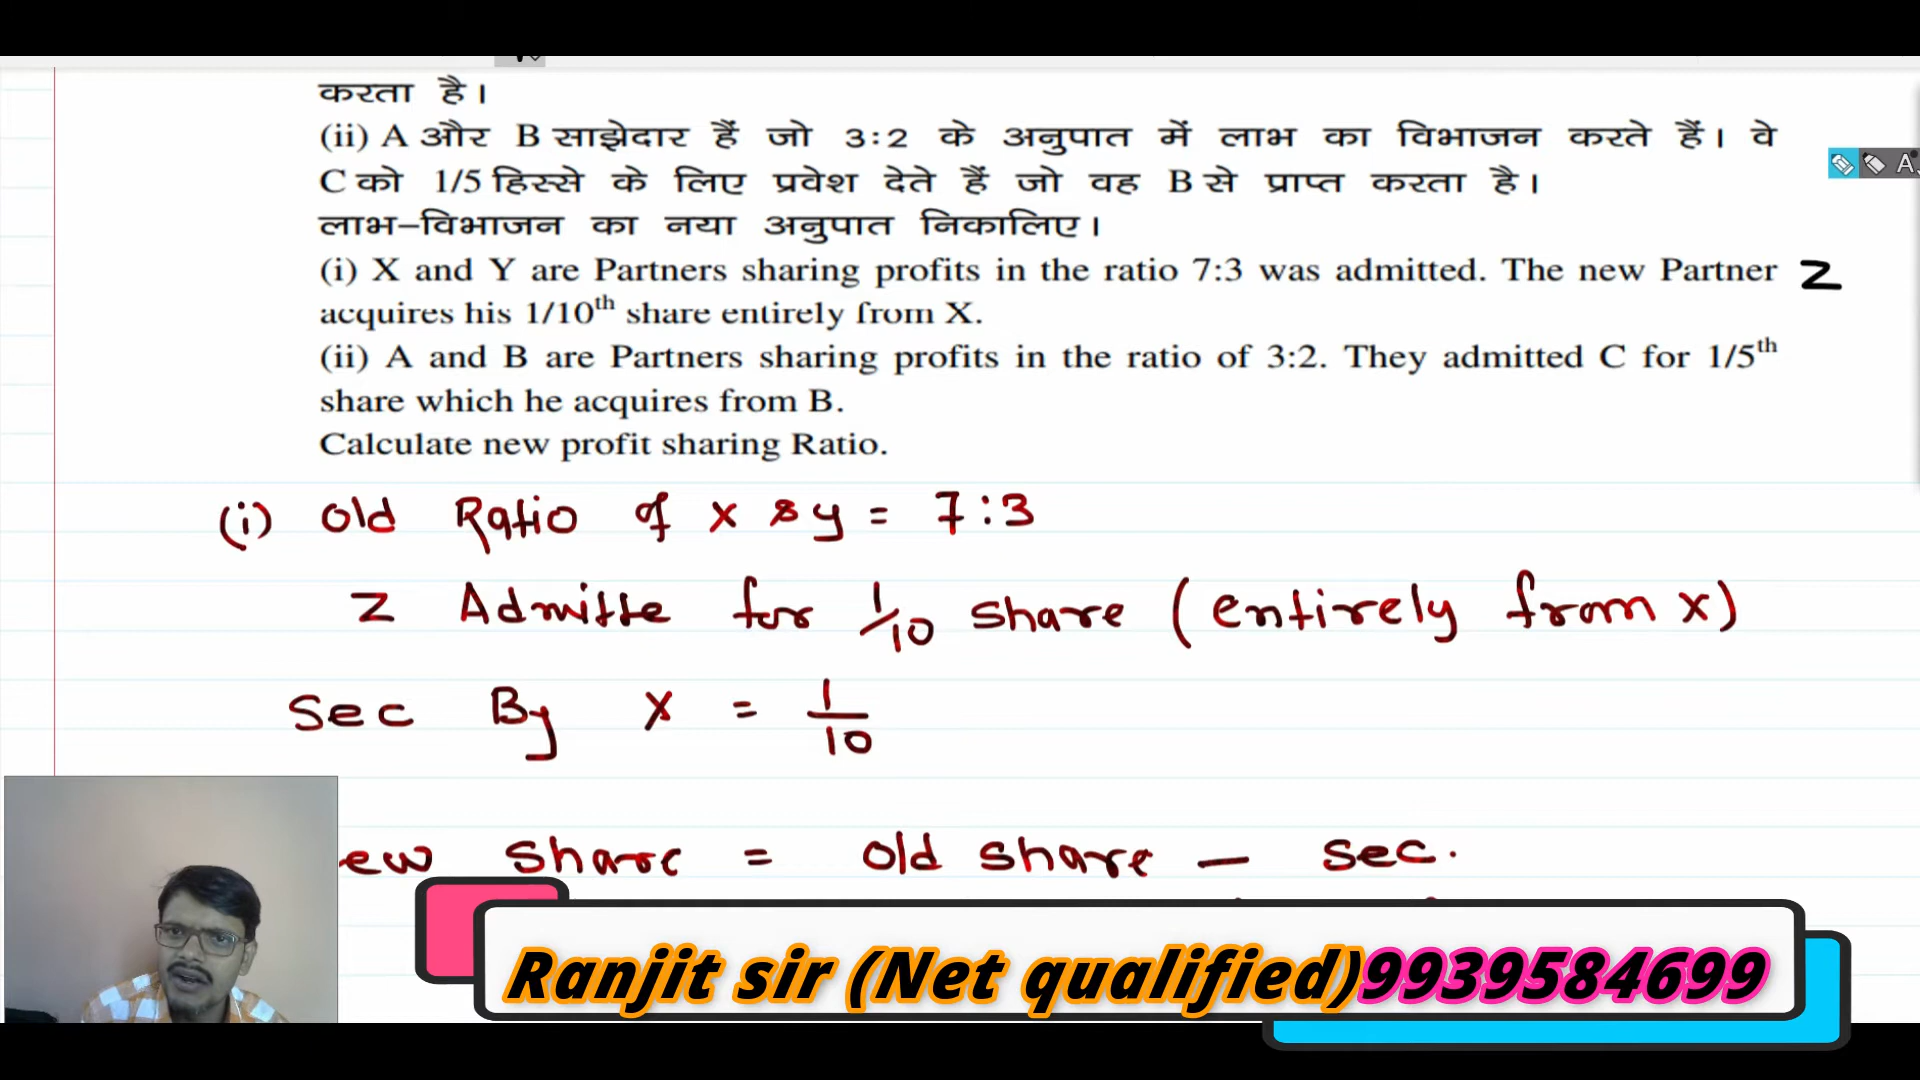 करता है।
(ii) A और B साझेदार हैं जो 3:2 के अनुपात में लाभ का विभाजन करते हैं। वे
C को 1/5 हिस्से के लिए प्रवेश देते हैं जो वह B से प्राप्त करता है।
लाभ–विभाजन का नया अनुपात निकालिए।
(i) X and Y are Partners sharing profits in the ratio 7:3 was admitted. The new Partner Z
acquires his 1/10th share entirely from X.
(ii) A and B are Partners sharing profits in the ratio of 3:2. They admitted C for 1/5th
share which he acquires from B.
Calculate new profit sharing Ratio.
(i) Old Ratio of X & Y = 7:3
Z Admitte for 1/10 share (entirely from X)
Sec By X = 1/10
ew share = old share — sec.
Ranjit sir (Net qualified)9939584699